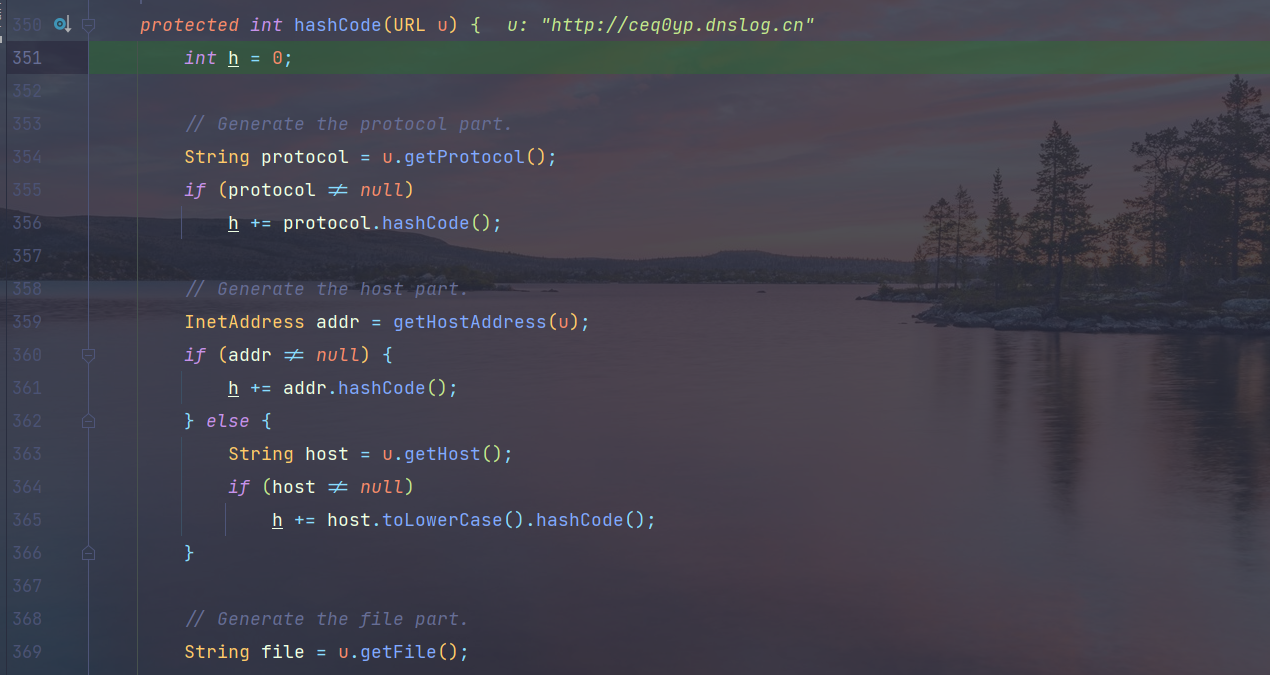 350 protected int hashCode(URL u) { u: "http://ceq0yp.dnslog.cn"
351 int h = 0;
352
353 // Generate the protocol part.
354 String protocol = u.getProtocol();
355 if (protocol ≠ null)
356 h += protocol.hashCode();
357
358 // Generate the host part.
359 InetAddress addr = getHostAddress(u);
360 if (addr ≠ null) {
361 h += addr.hashCode();
362 } else {
363 String host = u.getHost();
364 if (host ≠ null)
365 h += host.toLowerCase().hashCode();
366 }
367
368 // Generate the file part.
369 String file = u.getFile();